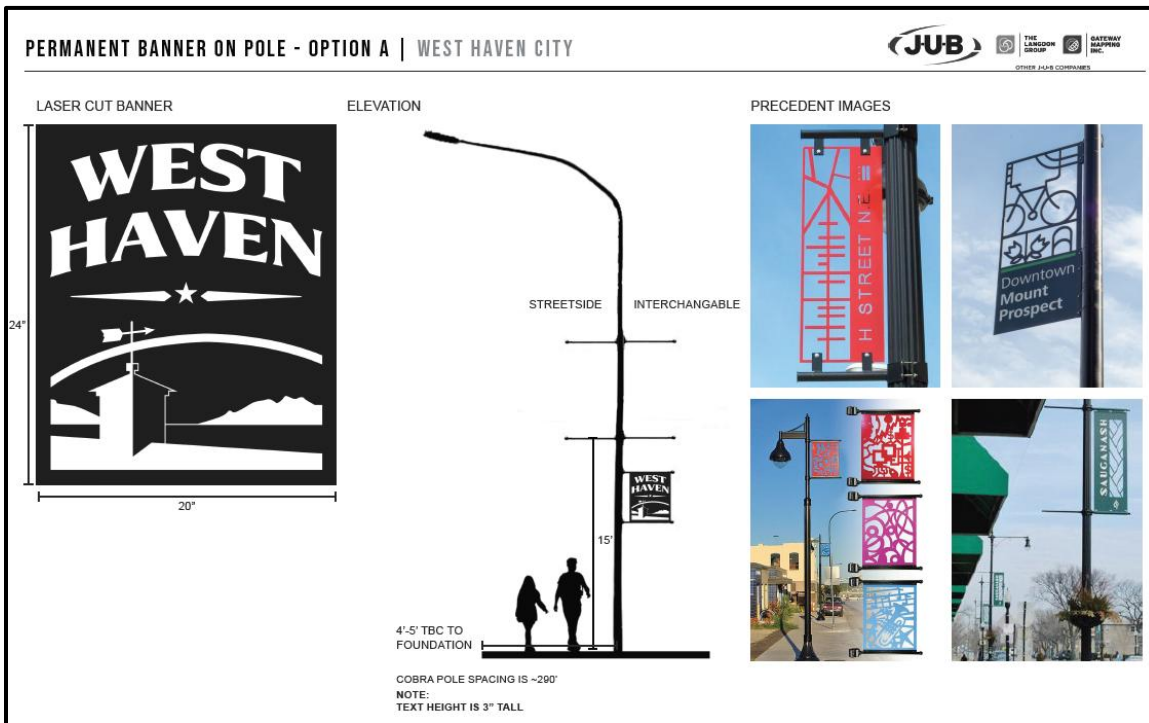 PERMANENT BANNER ON POLE - OPTION A | WEST HAVEN CITY
J-U-B
THE
LANGDON
GROUP
GATEWAY
MAPPING
INC.
OTHER J-U-B COMPANIES
LASER CUT BANNER
WEST
HAVEN
24"
20"
ELEVATION
STREETSIDE
INTERCHANGABLE
WEST
HAVEN
15'
4'-5' TBC TO
FOUNDATION
COBRA POLE SPACING IS ~290'
NOTE:
TEXT HEIGHT IS 3" TALL
PRECEDENT IMAGES
H STREET NE
Downtown
Mount
Prospect
SAUGANASH